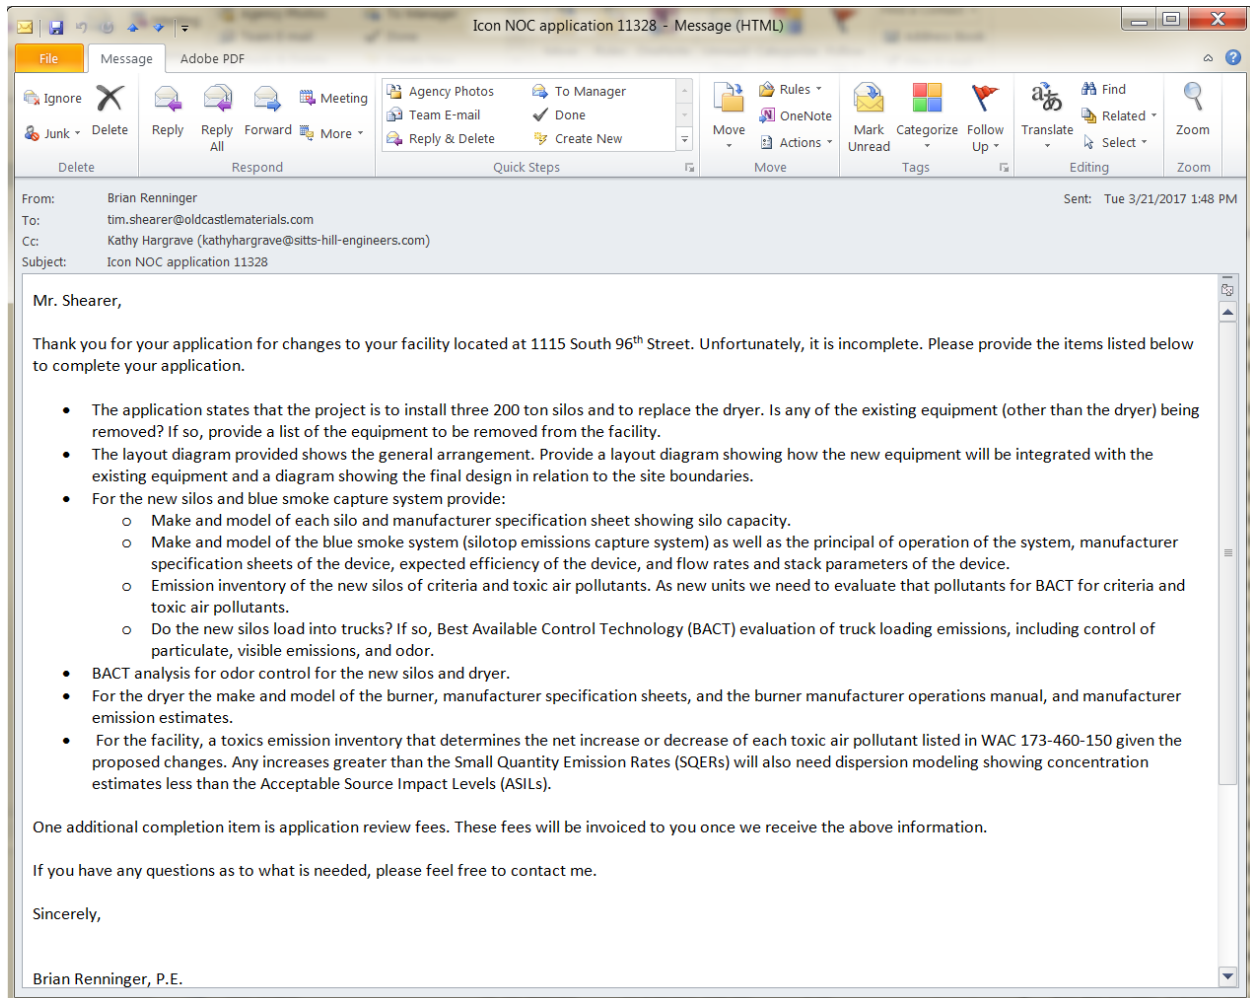 Icon NOC application 11328 - Message (HTML)
File Message Adobe PDF
Ignore
Junk
Delete
Delete
Reply
Reply All
Forward
Meeting
More
Respond
Agency Photos
Team E-mail
Reply & Delete
To Manager
Done
Create New
Quick Steps
Move
Rules
OneNote
Actions
Move
Mark Unread
Categorize
Follow Up
Tags
Translate
Find
Related
Select
Editing
Zoom
Zoom
From: Brian Renninger
Sent: Tue 3/21/2017 1:48 PM
To: tim.shearer@oldcastlematerials.com
Cc: Kathy Hargrave (kathyhargrave@sitts-hill-engineers.com)
Subject: Icon NOC application 11328
Mr. Shearer,
Thank you for your application for changes to your facility located at 1115 South 96th Street. Unfortunately, it is incomplete. Please provide the items listed below
to complete your application.
• The application states that the project is to install three 200 ton silos and to replace the dryer. Is any of the existing equipment (other than the dryer) being
removed? If so, provide a list of the equipment to be removed from the facility.
• The layout diagram provided shows the general arrangement. Provide a layout diagram showing how the new equipment will be integrated with the
existing equipment and a diagram showing the final design in relation to the site boundaries.
• For the new silos and blue smoke capture system provide:
o Make and model of each silo and manufacturer specification sheet showing silo capacity.
o Make and model of the blue smoke system (silotop emissions capture system) as well as the principal of operation of the system, manufacturer
specification sheets of the device, expected efficiency of the device, and flow rates and stack parameters of the device.
o Emission inventory of the new silos of criteria and toxic air pollutants. As new units we need to evaluate that pollutants for BACT for criteria and
toxic air pollutants.
o Do the new silos load into trucks? If so, Best Available Control Technology (BACT) evaluation of truck loading emissions, including control of
particulate, visible emissions, and odor.
• BACT analysis for odor control for the new silos and dryer.
• For the dryer the make and model of the burner, manufacturer specification sheets, and the burner manufacturer operations manual, and manufacturer
emission estimates.
• For the facility, a toxics emission inventory that determines the net increase or decrease of each toxic air pollutant listed in WAC 173-460-150 given the
proposed changes. Any increases greater than the Small Quantity Emission Rates (SQERs) will also need dispersion modeling showing concentration
estimates less than the Acceptable Source Impact Levels (ASILs).
One additional completion item is application review fees. These fees will be invoiced to you once we receive the above information.
If you have any questions as to what is needed, please feel free to contact me.
Sincerely,
Brian Renninger, P.E.